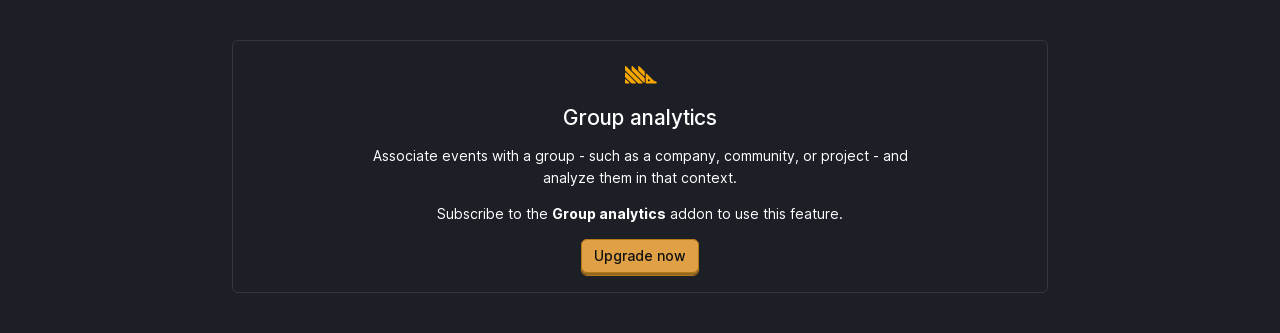 Group analytics
Associate events with a group - such as a company, community, or project - and
analyze them in that context.
Subscribe to the Group analytics addon to use this feature.
Upgrade now